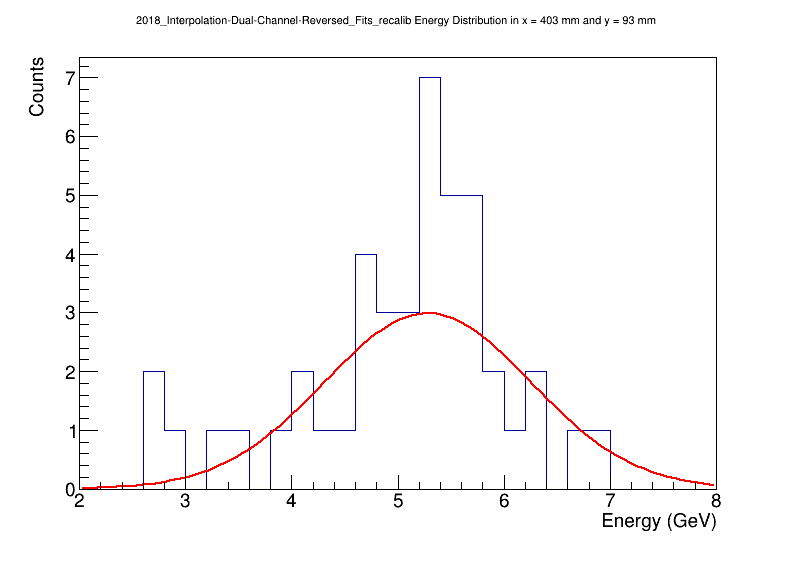 2018_Interpolation-Dual-Channel-Reversed_Fits_recalib Energy Distribution in x = 403 mm and y = 93 mm
Counts
7
6
5
4
3
2
1
0
2 3 4 5 6 7 8
Energy (GeV)